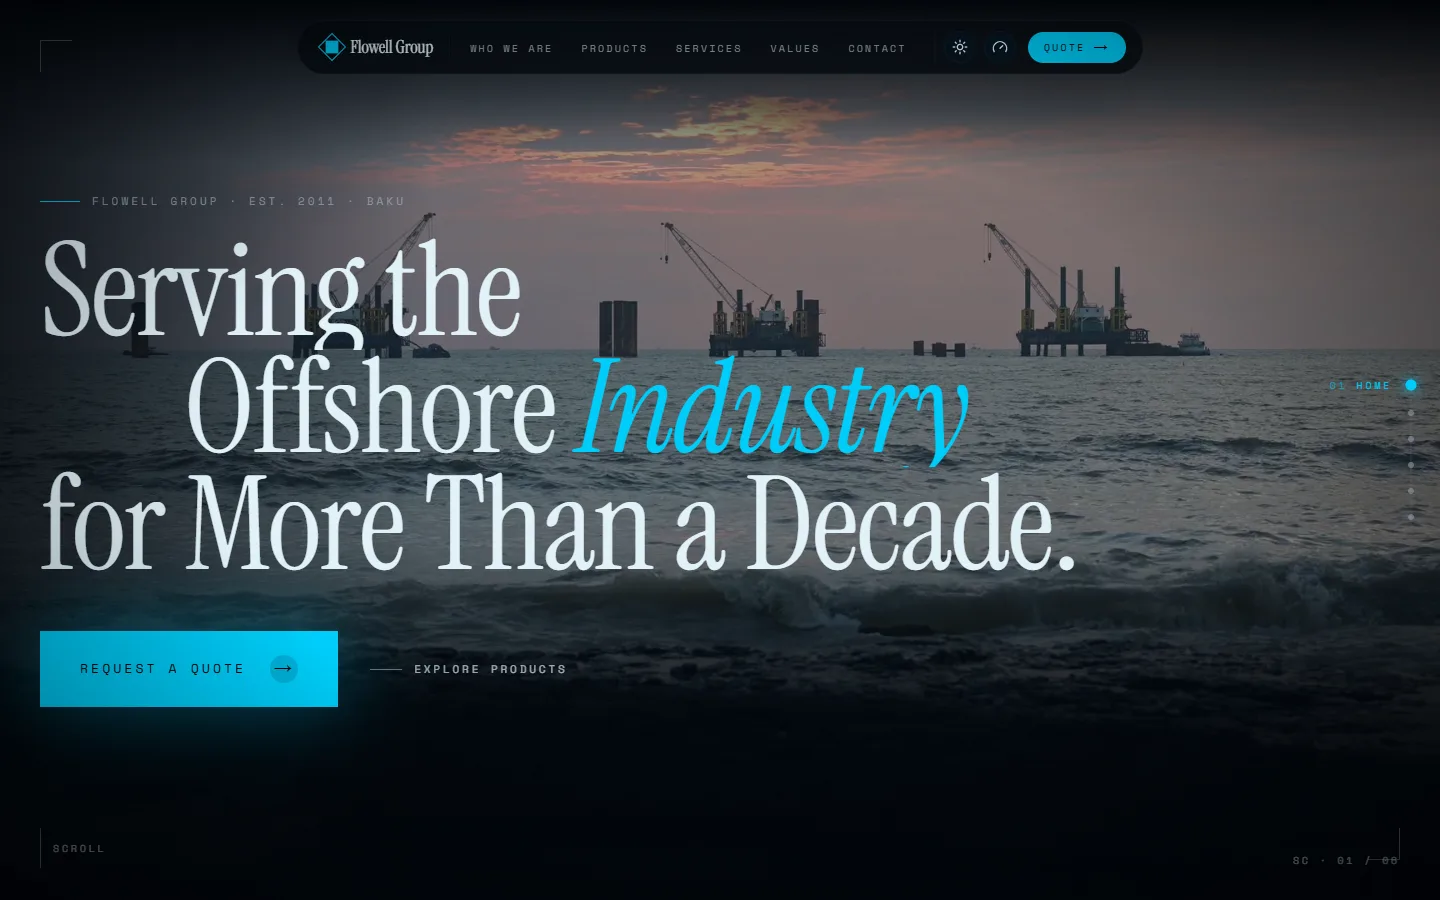 Flowell Group
WHO WE ARE
PRODUCTS
SERVICES
VALUES
CONTACT
QUOTE →
FLOWELL GROUP · EST. 2011 · BAKU
Serving the
Offshore Industry
for More Than a Decade.
01 HOME
REQUEST A QUOTE →
EXPLORE PRODUCTS
SCROLL
SC · 01 / 06